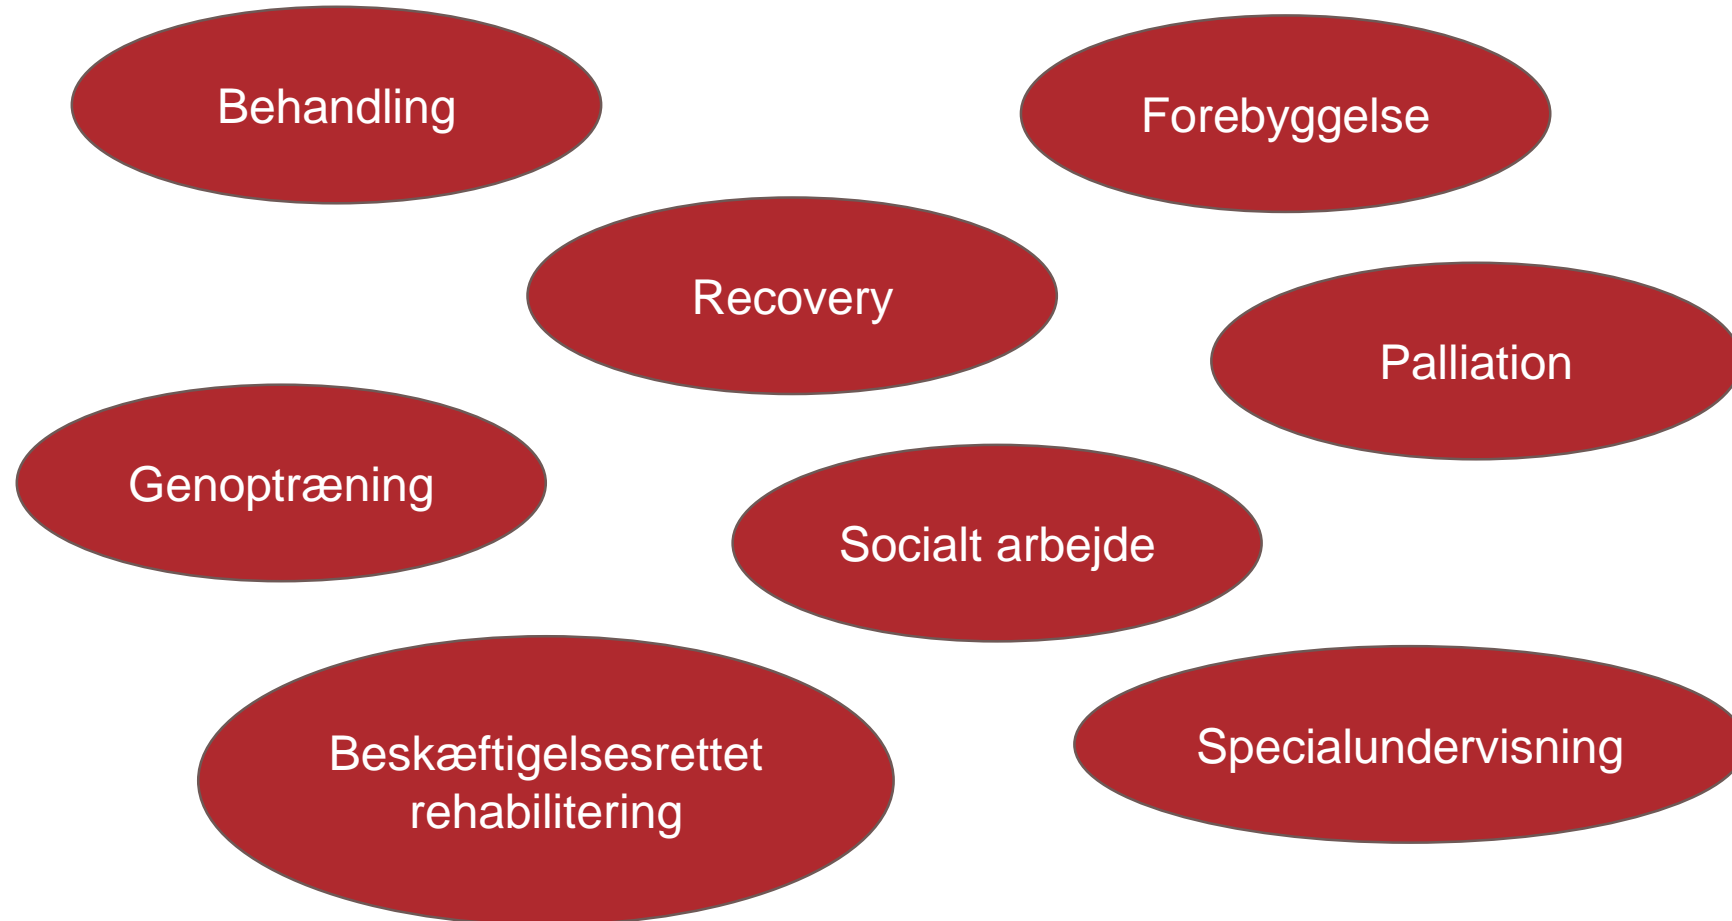 Behandling
Forebyggelse
Recovery
Palliation
Genoptræning
Socialt arbejde
Beskæftigelsesrettet
rehabilitering
Specialundervisning